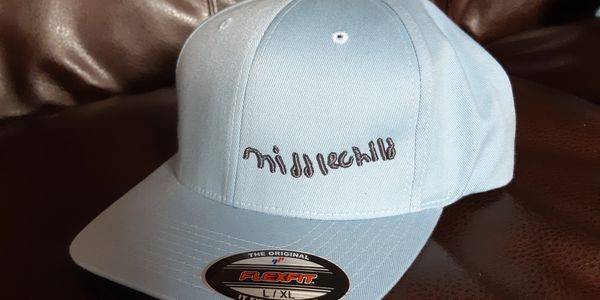 middlechild
THE ORIGINAL
FLEXFIT
L / XL